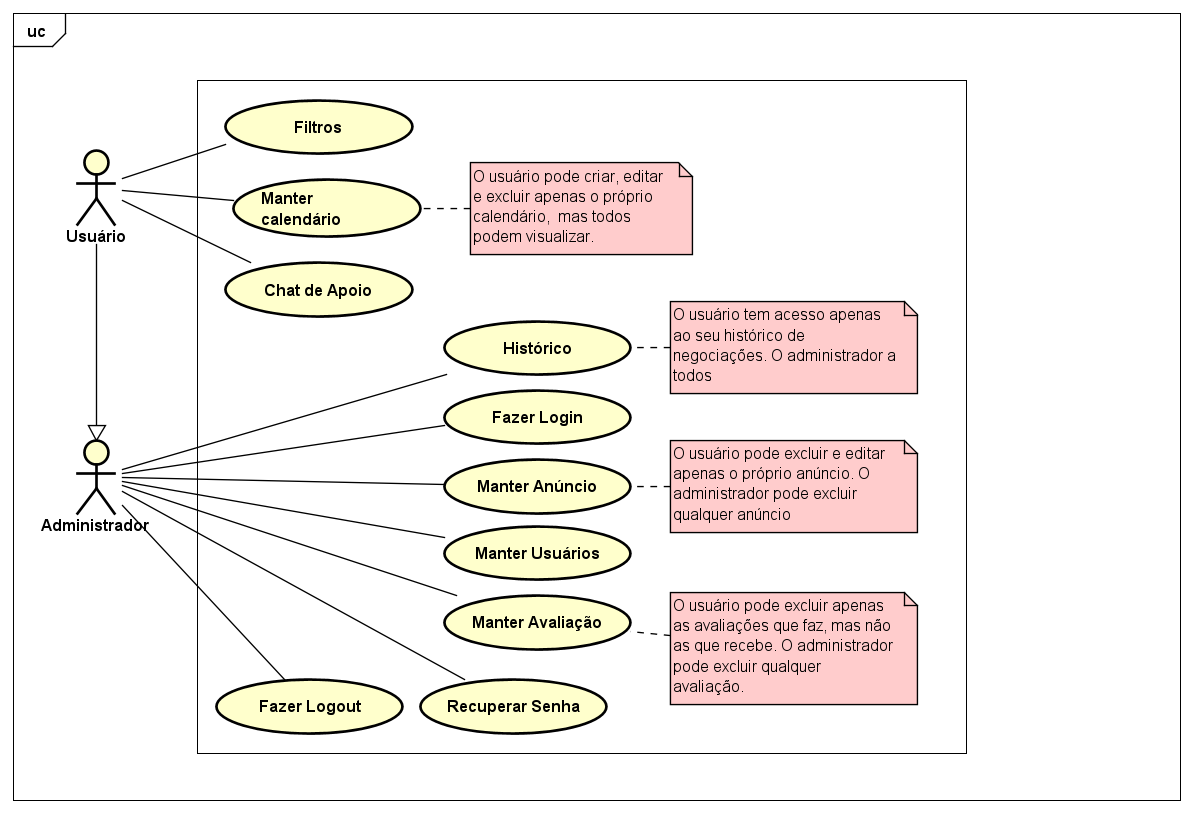 uc
Filtros
Manter
calendário
O usuário pode criar, editar
e excluir apenas o próprio
calendário,  mas todos
podem visualizar.
Usuário
Chat de Apoio
Histórico
O usuário tem acesso apenas
ao seu histórico de
negociações. O administrador a
todos
Fazer Login
Manter Anúncio
O usuário pode excluir e editar
apenas o próprio anúncio. O
administrador pode excluir
qualquer anúncio
Administrador
Manter Usuários
Manter Avaliação
O usuário pode excluir apenas
as avaliações que faz, mas não
as que recebe. O administrador
pode excluir qualquer
avaliação.
Fazer Logout
Recuperar Senha